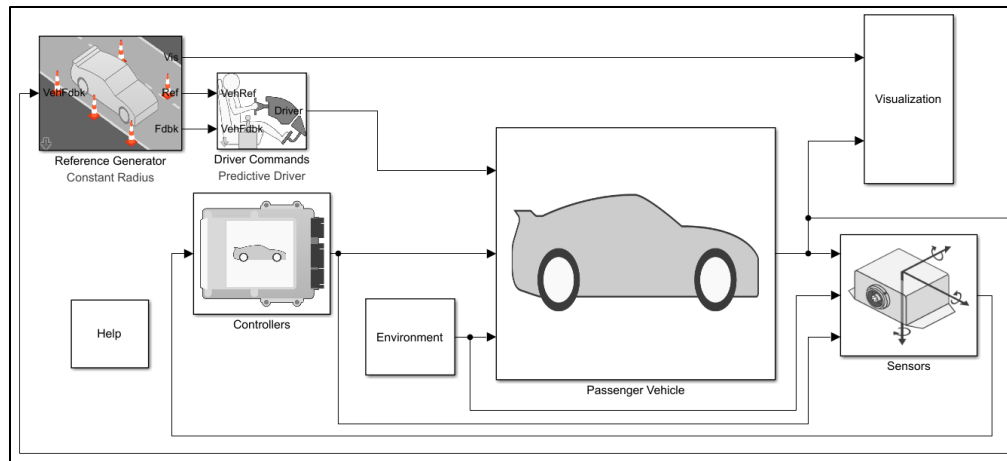 Vis
VehFdbk
Ref
Fdbk
Reference Generator
Constant Radius
VehRef
Driver
VehFdbk
Driver Commands
Predictive Driver
Visualization
Controllers
Help
Environment
Passenger Vehicle
Sensors